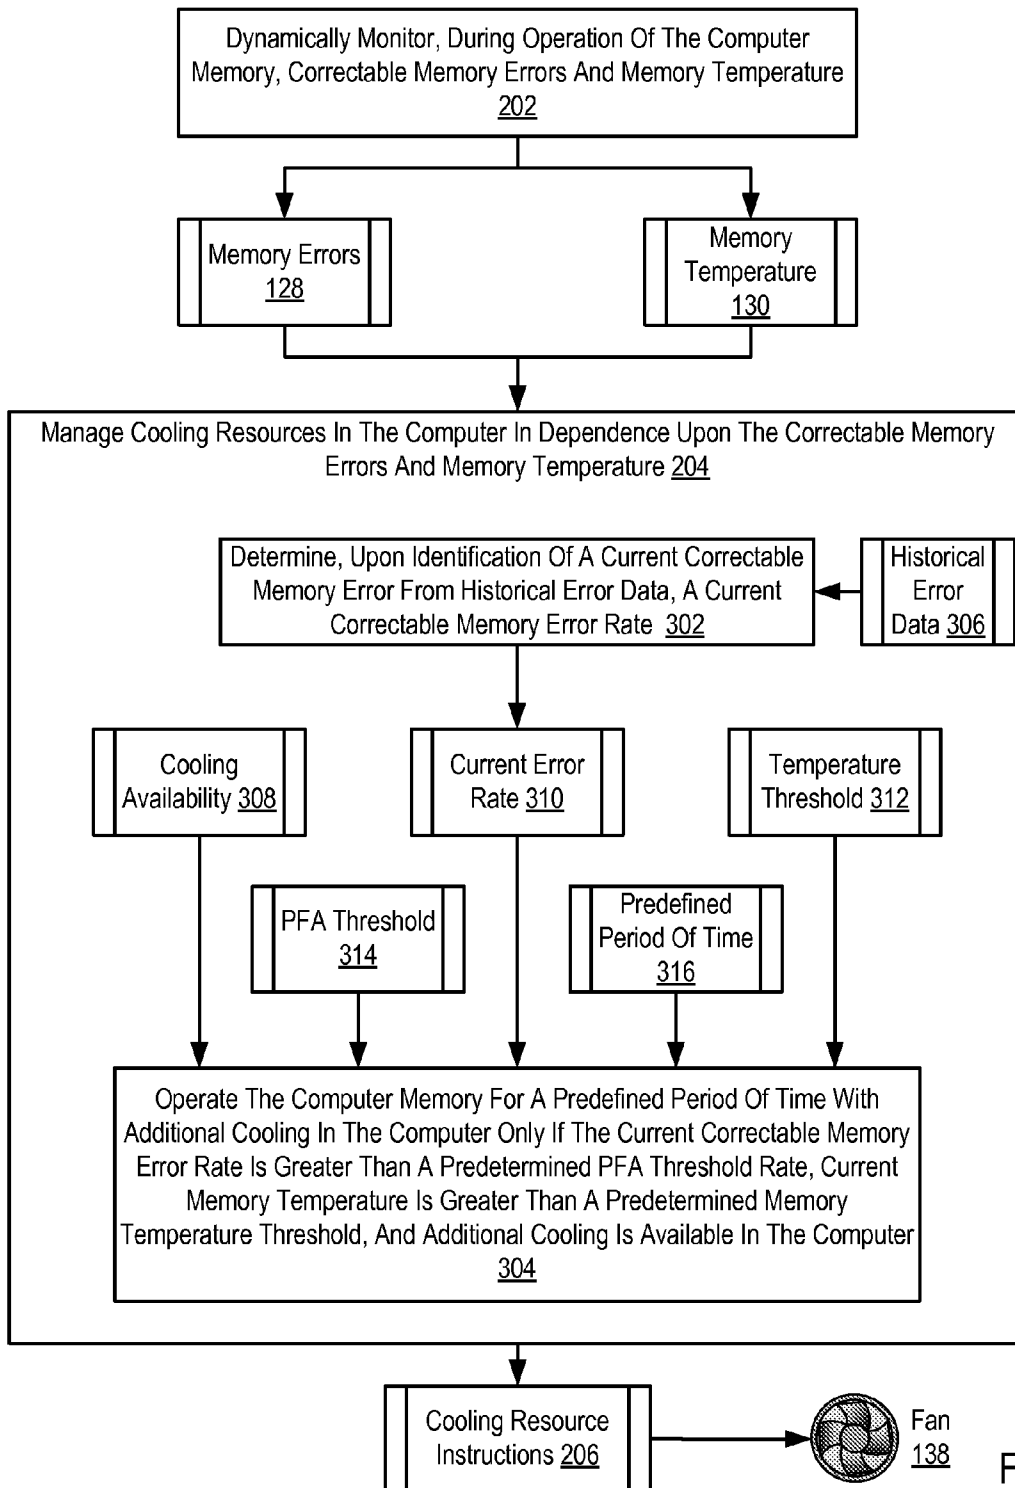 Dynamically Monitor, During Operation Of The Computer
Memory, Correctable Memory Errors And Memory Temperature
202
Memory Errors
128
Memory
Temperature
130
Manage Cooling Resources In The Computer In Dependence Upon The Correctable Memory
Errors And Memory Temperature 204
Determine, Upon Identification Of A Current Correctable
Memory Error From Historical Error Data, A Current
Correctable Memory Error Rate 302
Historical
Error
Data 306
Cooling
Availability 308
Current Error
Rate 310
Temperature
Threshold 312
PFA Threshold
314
Predefined
Period Of Time
316
Operate The Computer Memory For A Predefined Period Of Time With
Additional Cooling In The Computer Only If The Current Correctable Memory
Error Rate Is Greater Than A Predetermined PFA Threshold Rate, Current
Memory Temperature Is Greater Than A Predetermined Memory
Temperature Threshold, And Additional Cooling Is Available In The Computer
304
Cooling Resource
Instructions 206
Fan
138
F